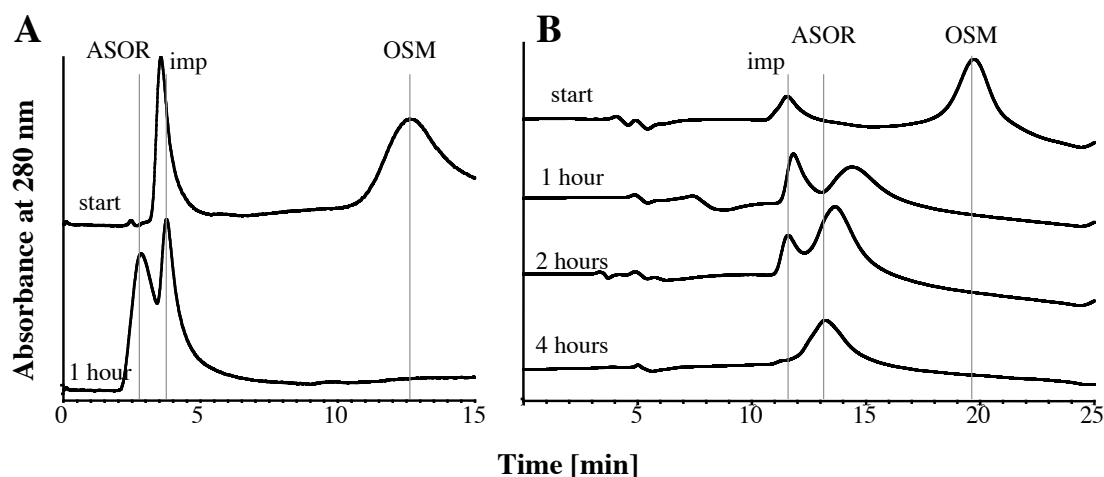 A
ASOR
imp
OSM
start
1 hour
0
5
10
15
B
ASOR
OSM
imp
start
1 hour
2 hours
4 hours
5
10
15
20
25
Absorbance at 280 nm
Time [min]